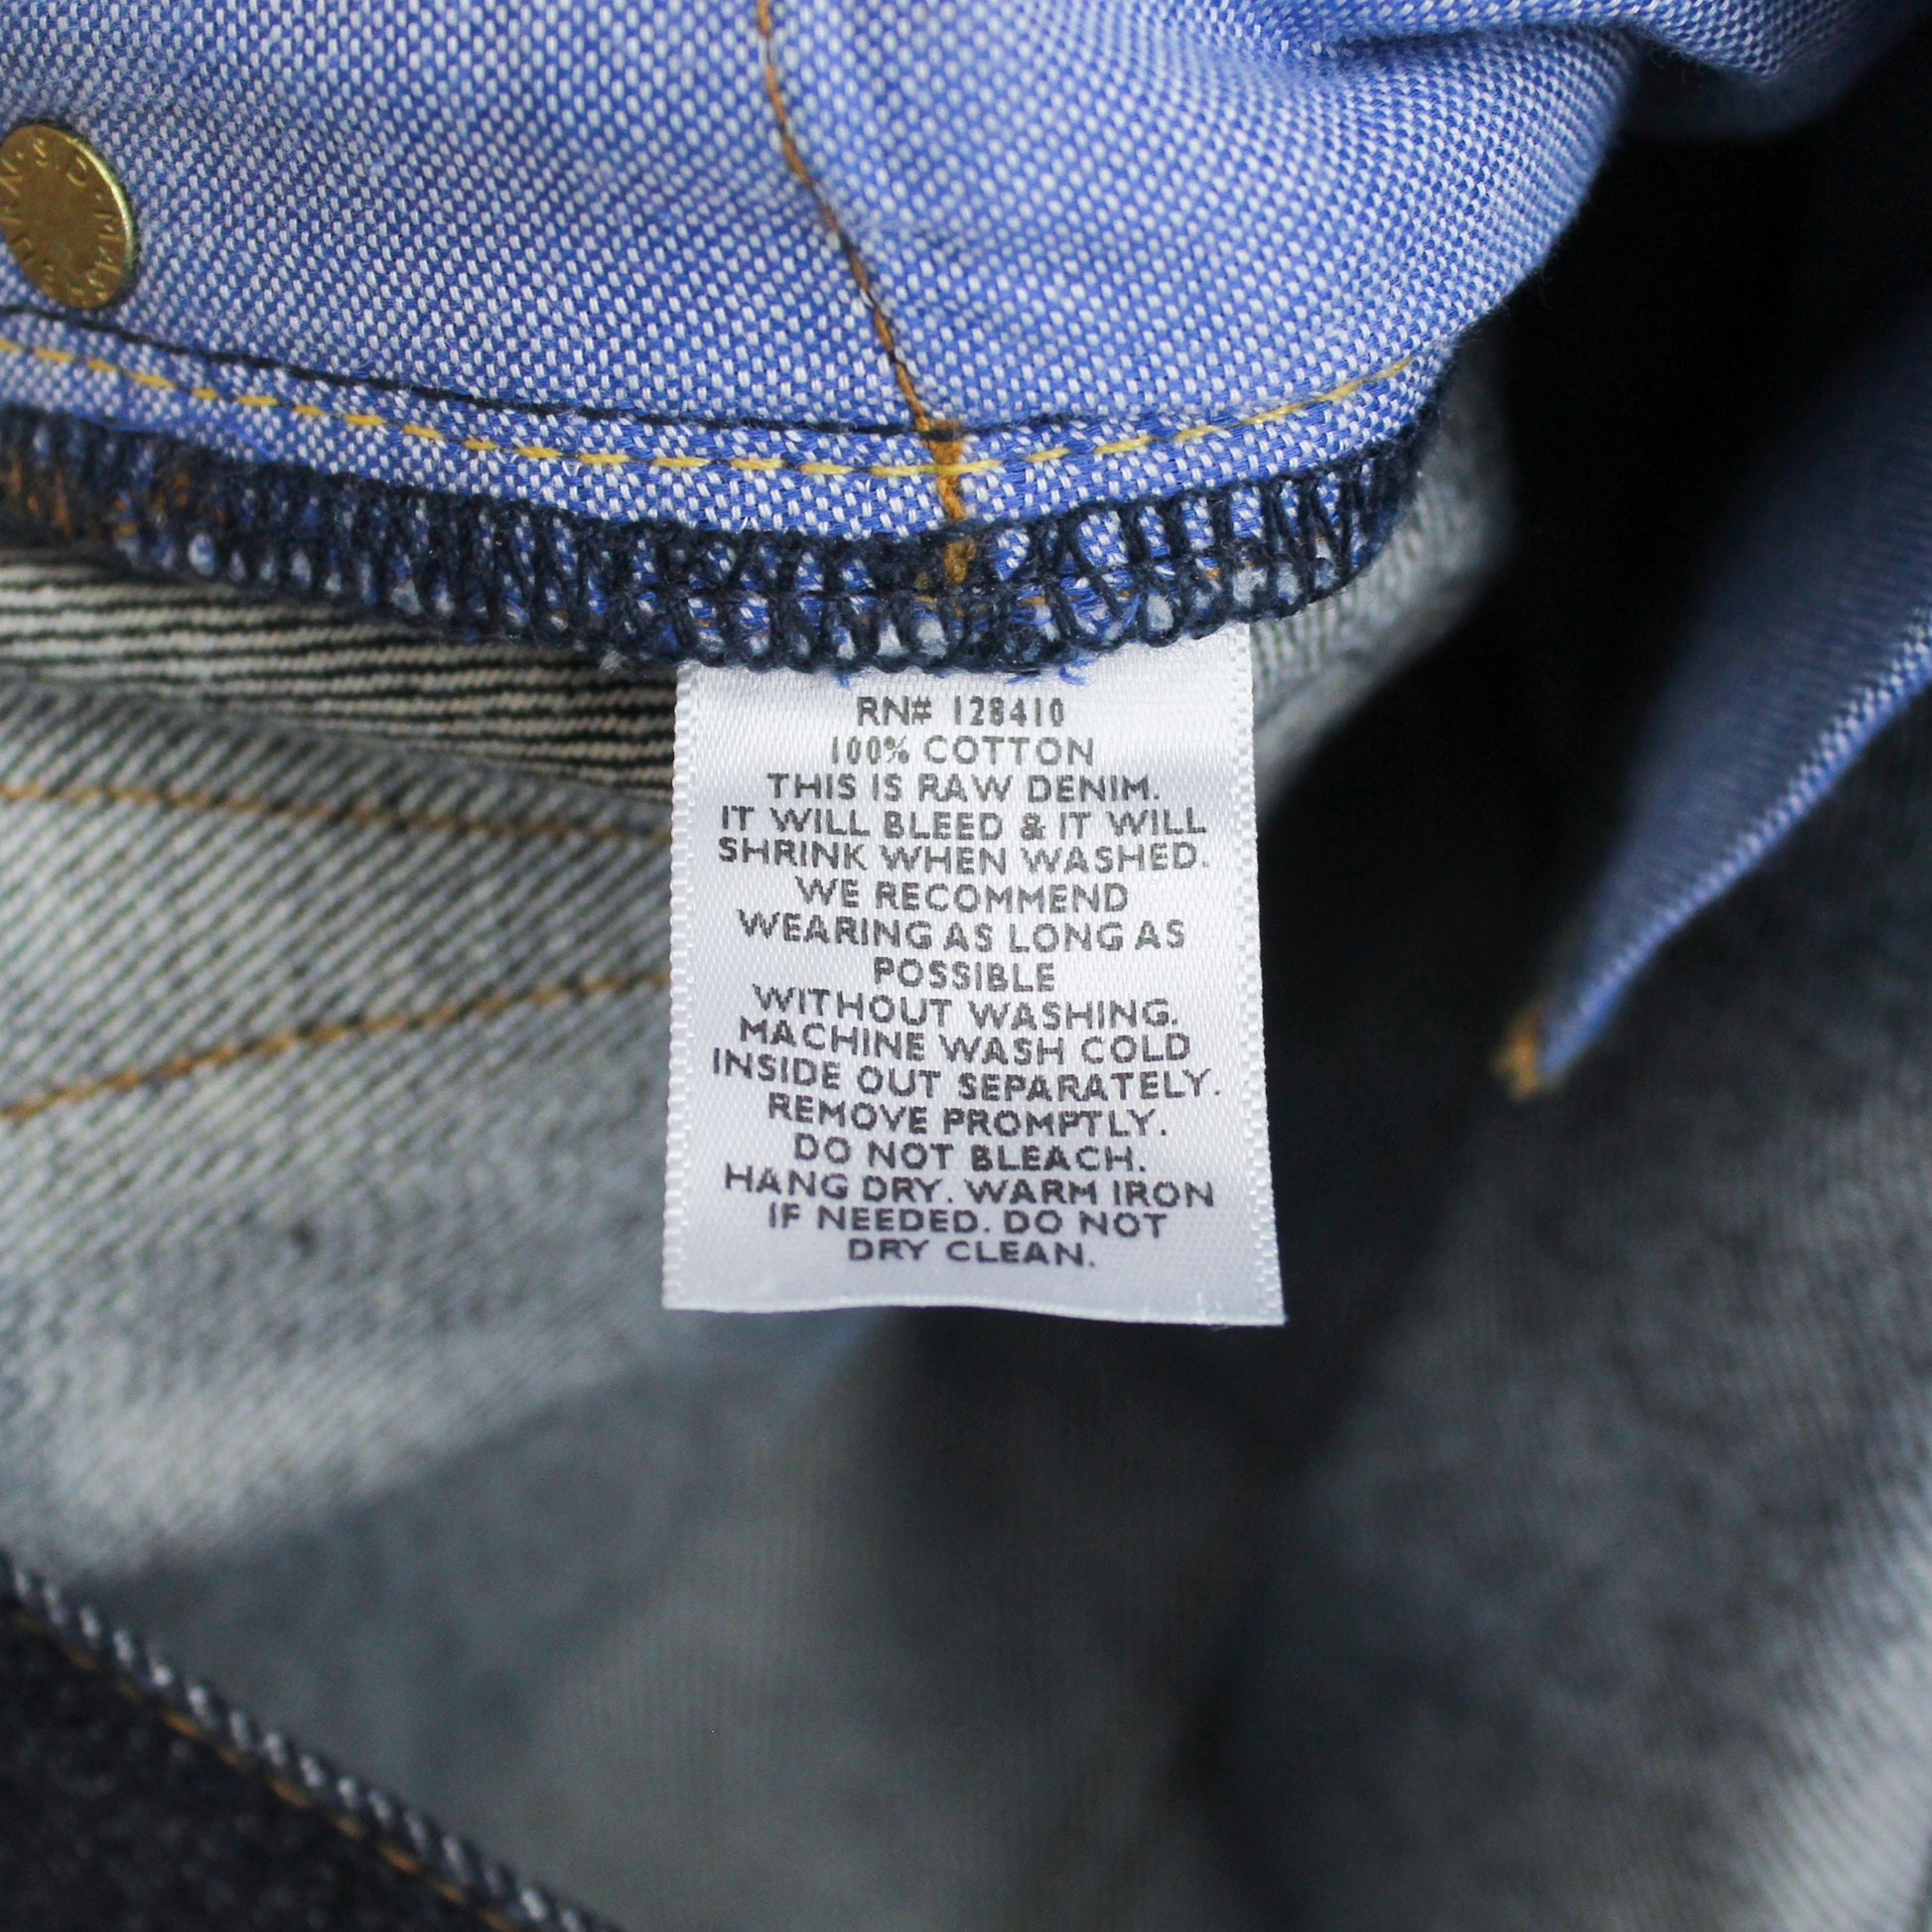 RN# 128410
100% COTTON
THIS IS RAW DENIM.
IT WILL BLEED & IT WILL
SHRINK WHEN WASHED.
WE RECOMMEND
WEARING AS LONG AS
POSSIBLE
WITHOUT WASHING.
MACHINE WASH COLD
INSIDE OUT SEPARATELY.
REMOVE PROMPTLY.
DO NOT BLEACH.
HANG DRY. WARM IRON
IF NEEDED. DO NOT
DRY CLEAN.